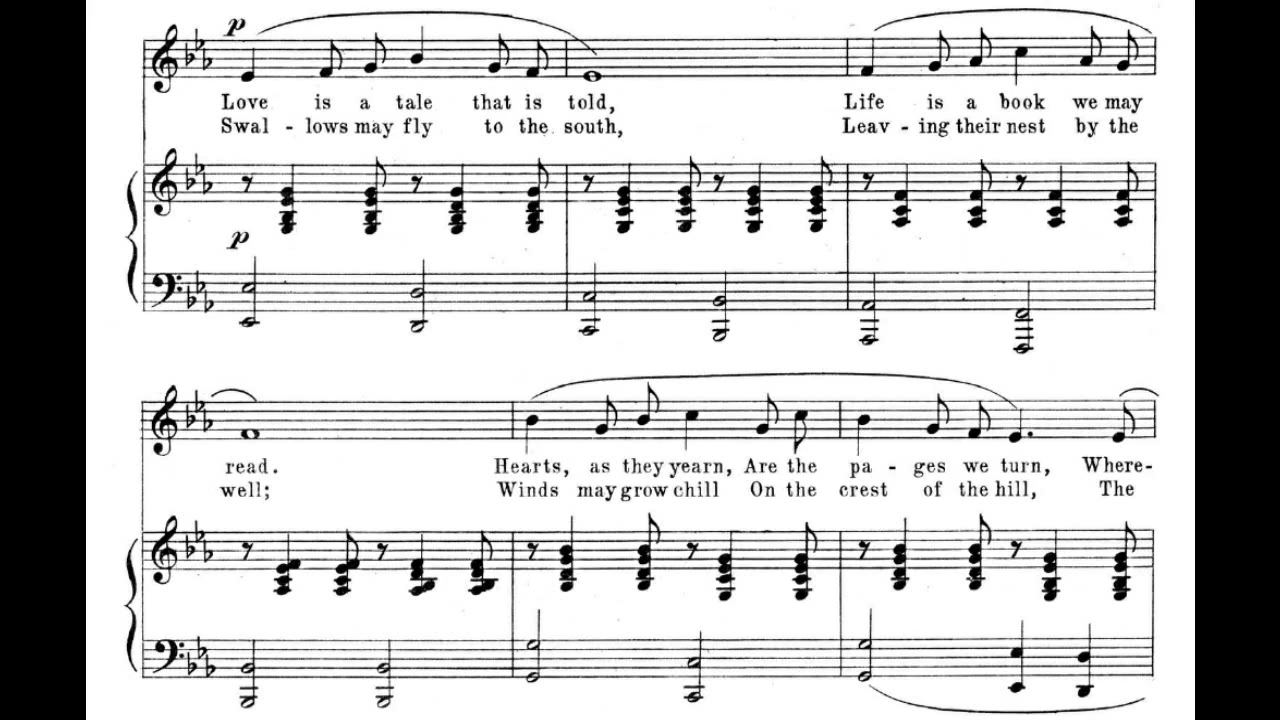 p
Love is a tale that is told, Life is a book we may
Swal - lows may fly to the south, Leav - ing their nest by the
p
read. Hearts, as they yearn, Are the pa - ges we turn, Where-
well; Winds may grow chill On the crest of the hill, The